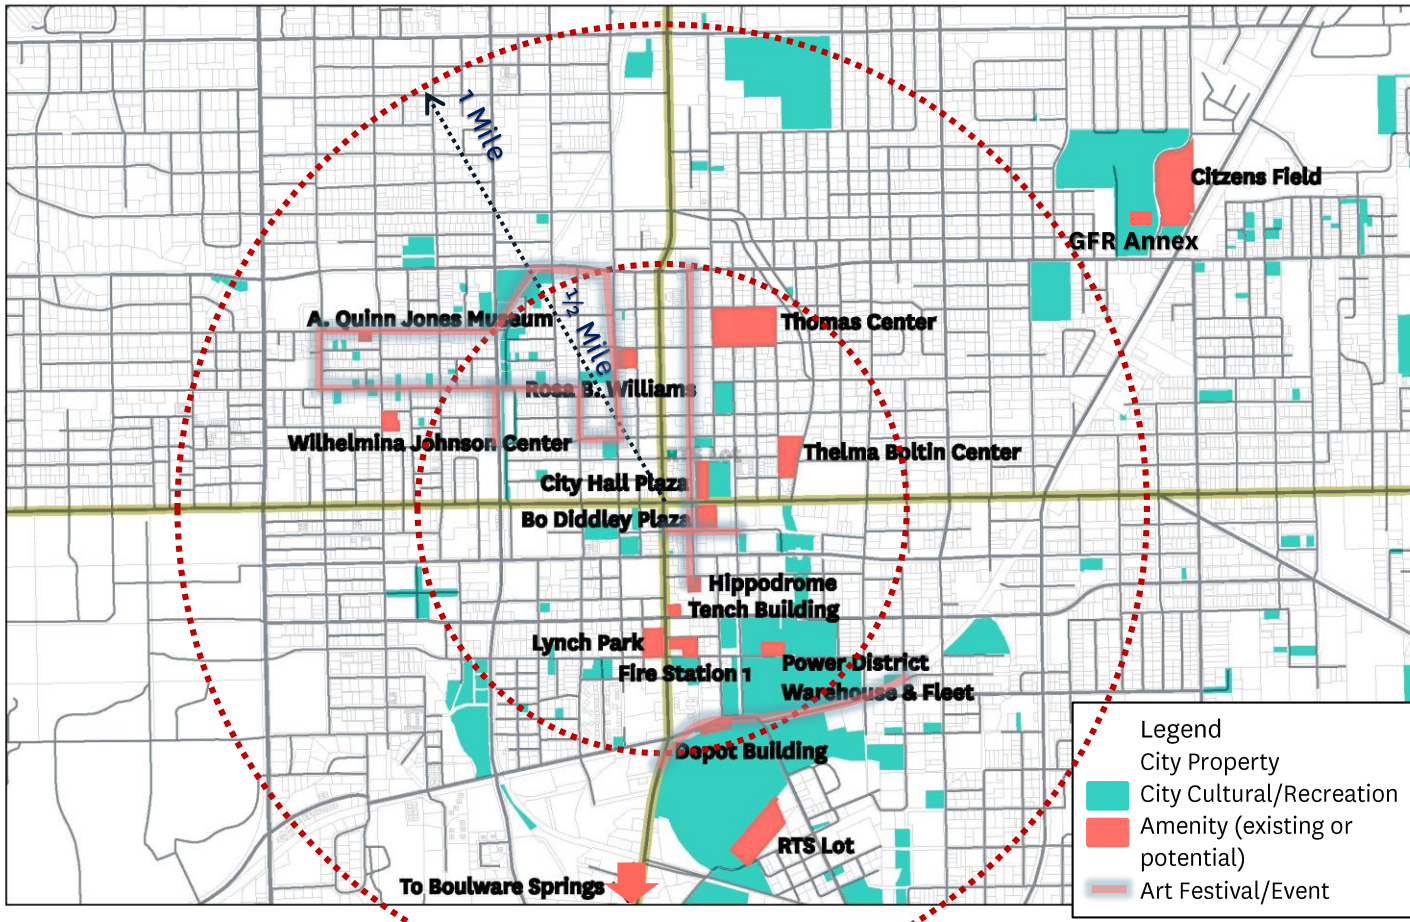 1 Mile
Citzens Field
GFR Annex
1/2 Mile
A. Quinn Jones Museum
Thomas Center
Rosa B. Williams
Wilhelmina Johnson Center
Thelma Boltin Center
Lot
City Hall Plaza
Bo Diddley Plaza
Hippodrome
Tench Building
Lynch Park
Fire Station 1
Power District
Warehouse & Fleet
Depot Building
RTS Lot
To Boulware Springs
Legend
City Property
City Cultural/Recreation
Amenity (existing or
potential)
Art Festival/Event